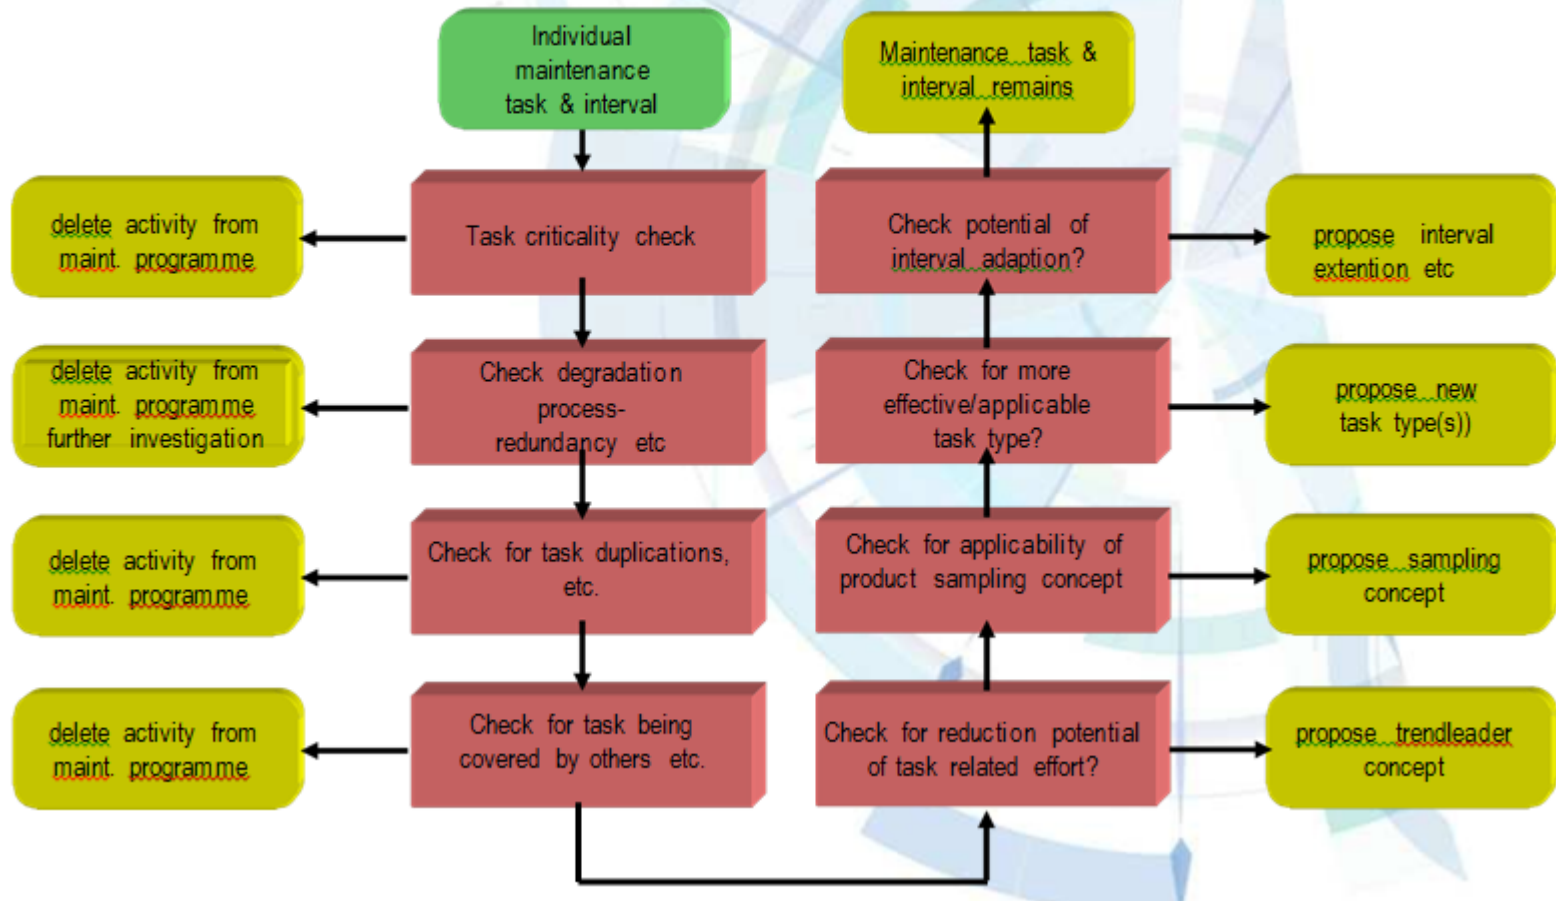 Individual
maintenance
task & interval
Maintenance task &
interval remains
delete activity from
maint. programme
Task criticality check
Check potential of
interval adaption?
propose interval
extention etc
delete activity from
maint. programme
further investigation
Check degradation
process-
redundancy etc
Check for more
effective/applicable
task type?
propose new
task type(s))
delete activity from
maint. programme
Check for task duplications,
etc.
Check for applicability of
product sampling concept
propose sampling
concept
delete activity from
maint. programme
Check for task being
covered by others etc.
Check for reduction potential
of task related effort?
propose trendleader
concept